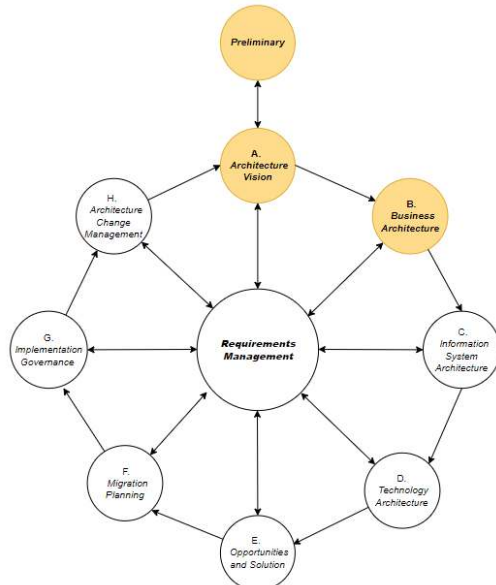 Preliminary
A.
Architecture
Vision
B.
Business
Architecture
C.
Information
System
Architecture
D.
Technology
Architecture
E.
Opportunities
and Solution
F.
Migration
Planning
G.
Implementation
Governance
H.
Architecture
Change
Management
Requirements
Management